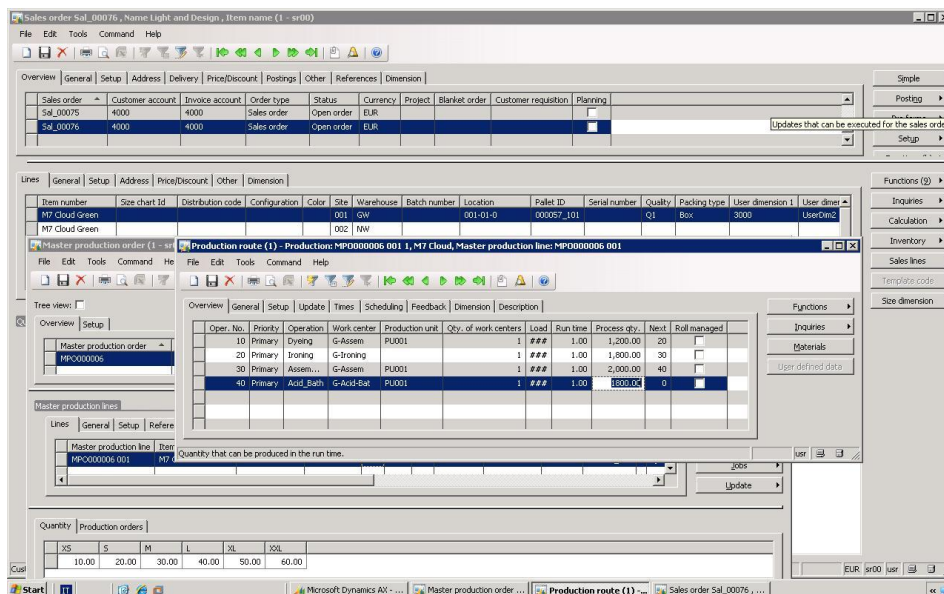 Sales order Sal_00076 , Name Light and Design , Item name (1 - sr00)
File Edit Tools Command Help
Overview General Setup Address Delivery Price/Discount Postings Other References Dimension
Simple
Sales order Customer account Invoice account Order type Status Currency Project Blanket order Customer requisition Planning
Posting
Sal_00075 4000 4000 Sales order Open order EUR
Sal_00076 4000 4000 Sales order Open order EUR
Updates that can be executed for the sales orde
Setup
Lines General Setup Address Price/Discount Other Dimension
Functions (9)
Item number Size chart Id Distribution code Configuration Color Site Warehouse Batch number Location Pallet ID Serial number Quality Packing type User dimension 1 User dimer
Inquiries
M7 Cloud Green 001 GW 001-01-0 000057_101 Q1 Box 3000 UserDim2
M7 Cloud Green 002 NW
Calculation
Inventory
Sales lines
Template code
Size dimension
Master production order (1 - sr
File Edit Tools Command He
Tree view:
Overview Setup
Master production order
MPO000006
Production route (1) - Production: MP0000006 001 1, M7 Cloud, Master production line: MPO000006 001
File Edit Tools Command Help
Overview General Setup Update Times Scheduling Feedback Dimension Description
Functions
Inquiries
Materials
User defined data
Oper. No. Priority Operation Work center Production unit Qty. of work centers Load Run time Process qty. Next Roll managed
10 Primary Dyeing G-Assem PU001 1 ### 1.00 1,200.00 20
20 Primary Ironing G-Ironing 1 ### 1.00 1,800.00 30
30 Primary Assem... G-Assem PU001 1 ### 1.00 2,000.00 40
40 Primary Acid_Bath G-Acid-Bat PU001 1 ### 1.00 1800.00 0
Quantity that can be produced in the run time.
usr
Master production lines
Lines General Setup Refere
Master production line Item
MPO000006 001 M7
Jobs
Update
Quantity Production orders
XS S M L XL XXL
10.00 20.00 30.00 40.00 50.00 60.00
Cust
EUR sr00 usr
Start
Microsoft Dynamics AX - ...
Master production order ...
Production route (1) -...
Sales order Sal_00076 , ...